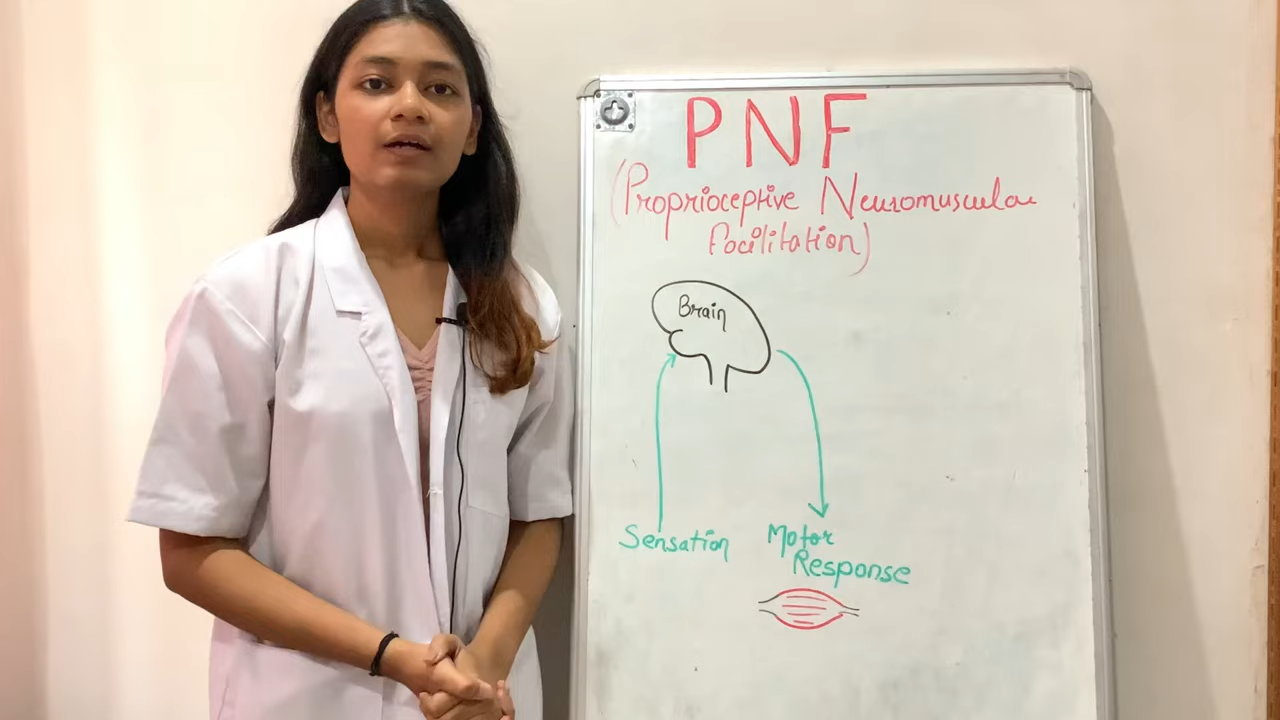 PNF
(Proprioceptive Neuromuscular
facilitation)
Brain
Sensation
Motor
Response